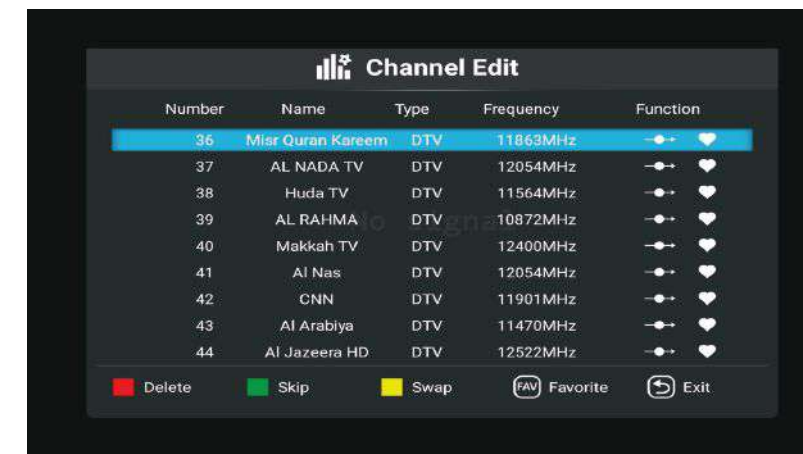 Channel Edit
Number Name Type Frequency Function
36 Misr Quran Kareem DTV 11863MHz
37 AL NADA TV DTV 12054MHz
38 Huda TV DTV 11564MHz
39 AL RAHMA DTV 10872MHz
No signal
40 Makkah TV DTV 12400MHz
41 Al Nas DTV 12054MHz
42 CNN DTV 11901MHz
43 Al Arabiya DTV 11470MHz
44 Al Jazeera HD DTV 12522MHz
Delete Skip Swap FAV Favorite Exit